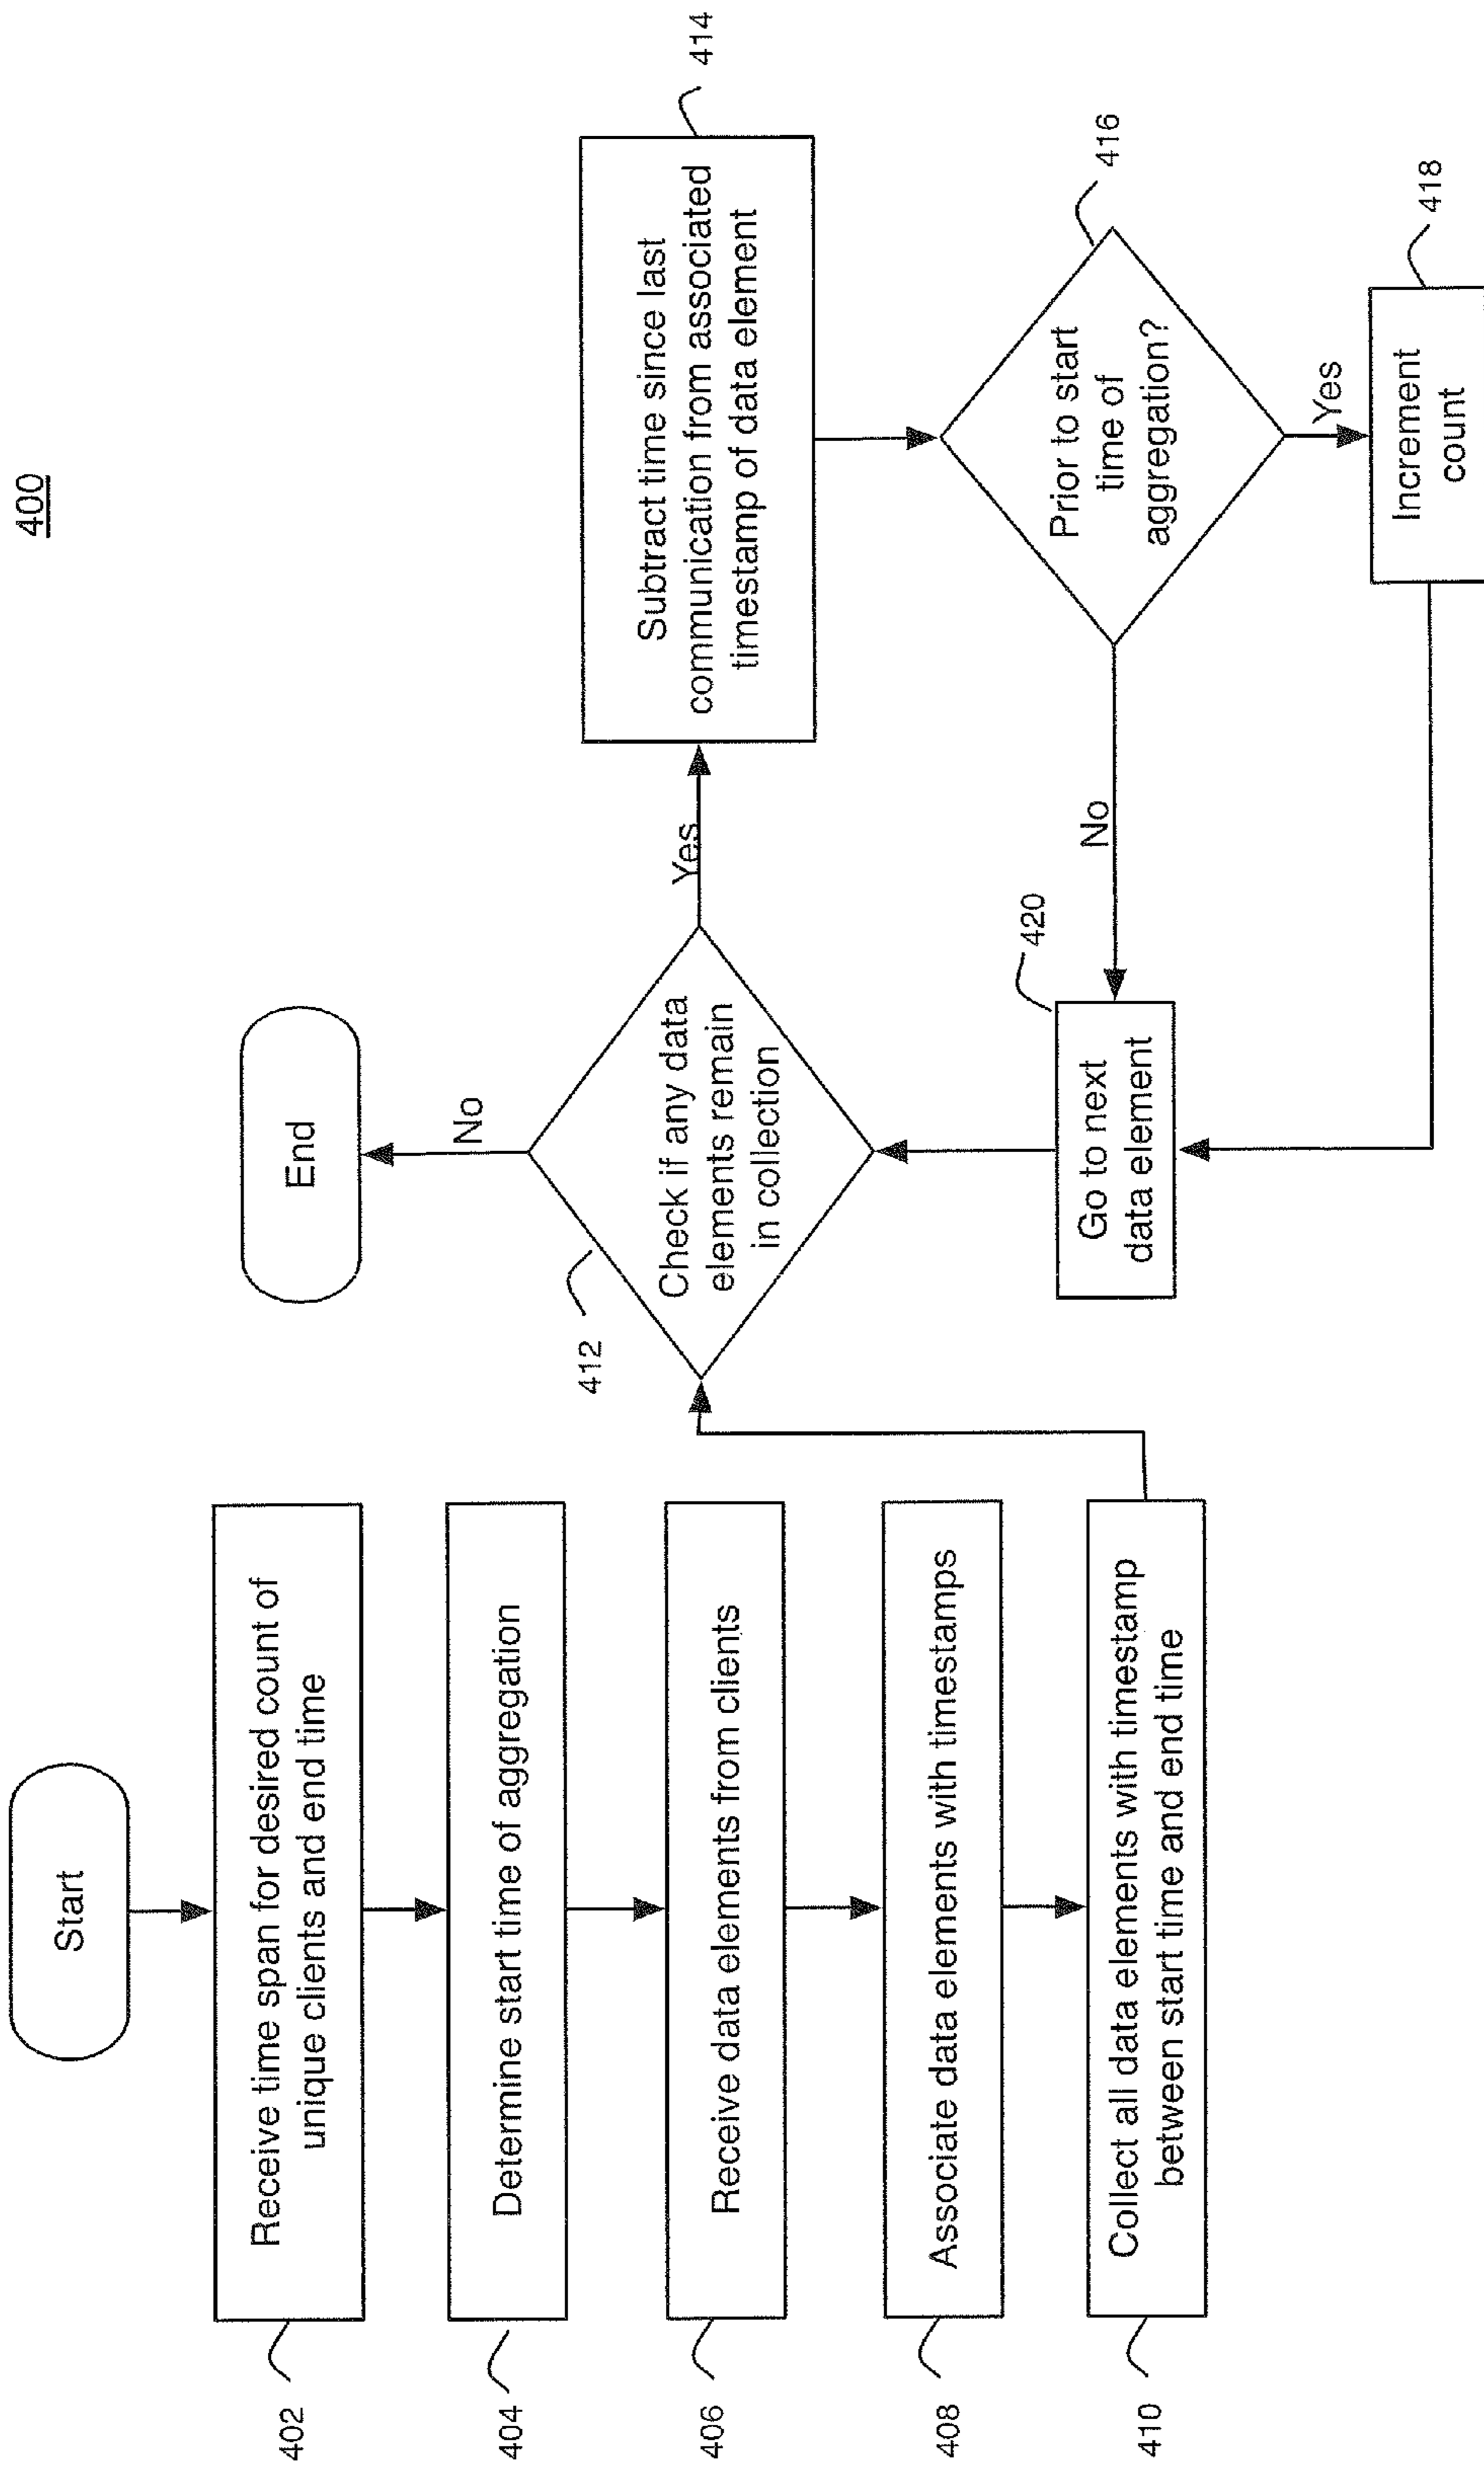 400
Start
Receive time span for desired count of
unique clients and end time
402
Determine start time of aggregation
404
Receive data elements from clients
406
Associate data elements with timestamps
408
Collect all data elements with timestamp
between start time and end time
410
End
No
Check if any data
elements remain
in collection
412
Yes
Subtract time since last
communication from associated
timestamp of data element
414
Prior to start
time of
aggregation?
416
No
Yes
Increment
count
418
Go to next
data element
420